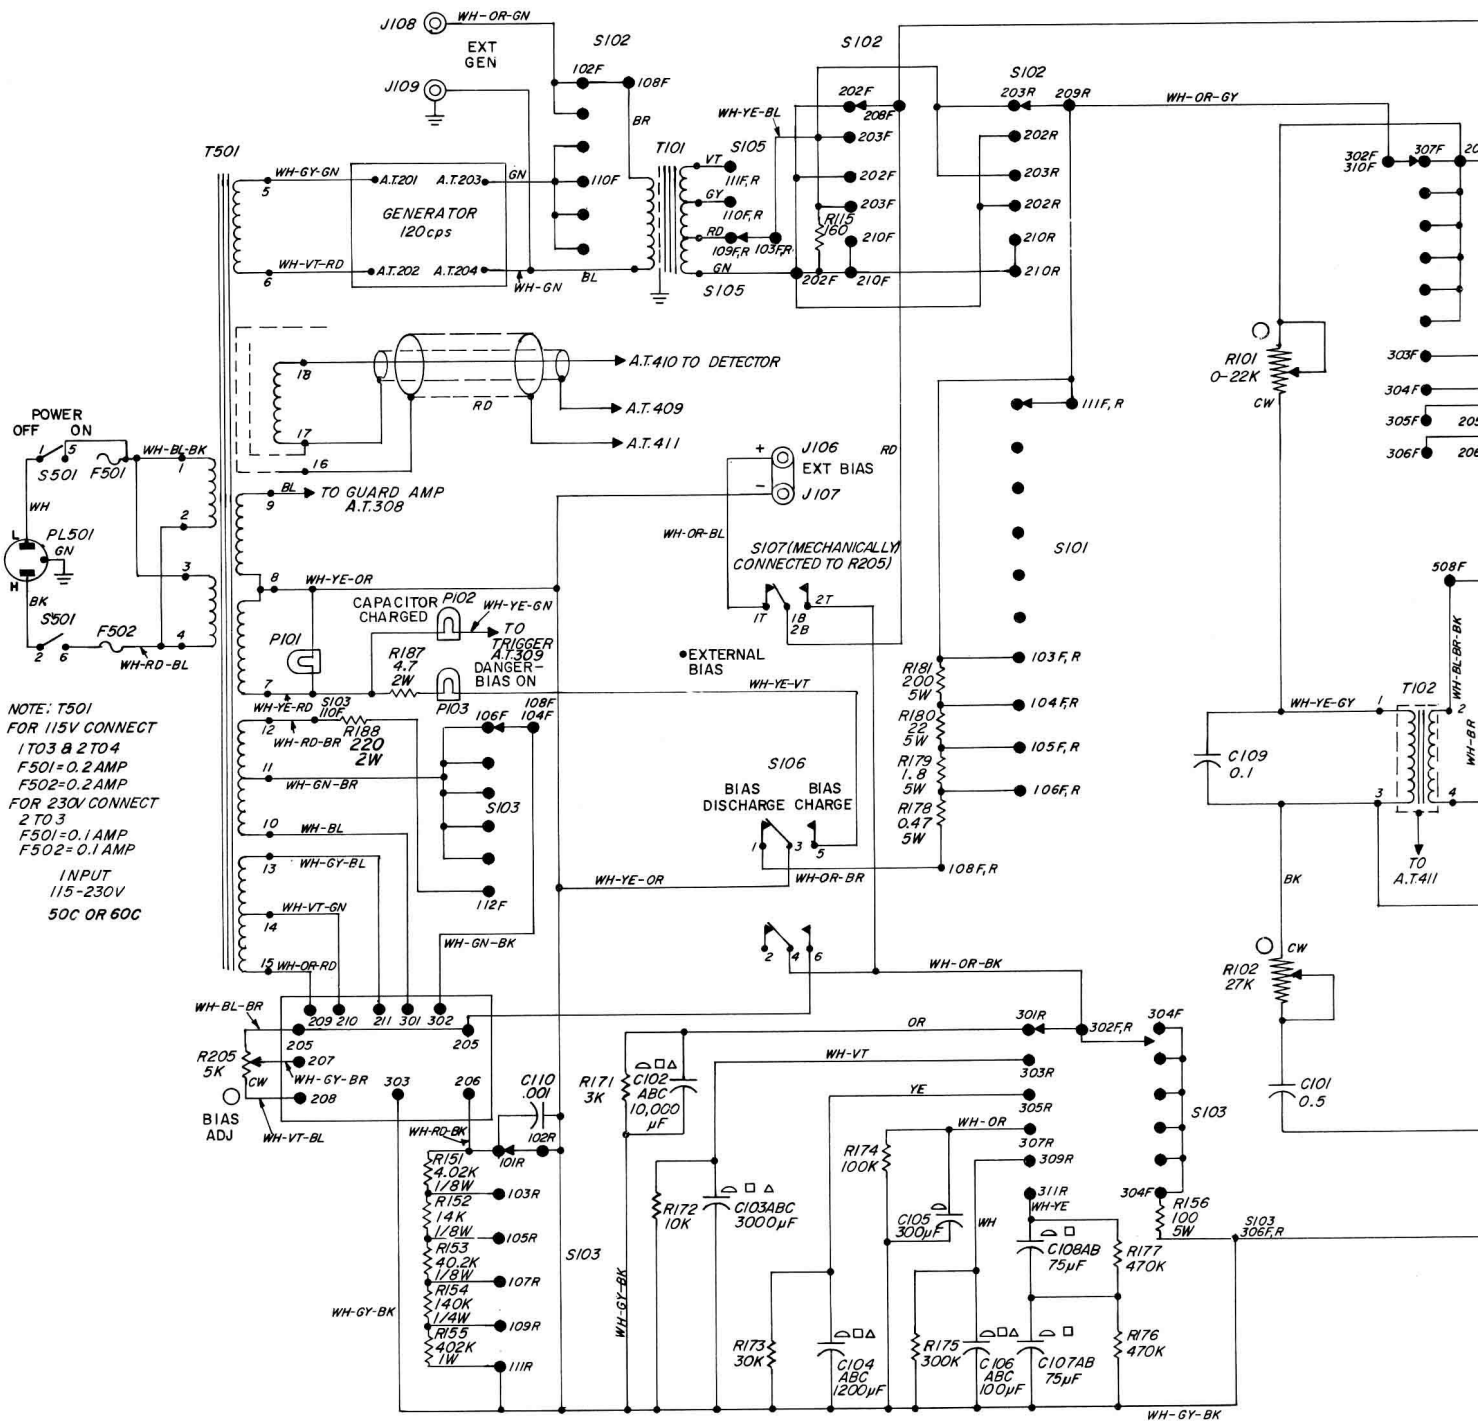 J108
WH-OR-GN
EXT
GEN
J109
S102
102F
108F
BR
110F
BL
T501
5
WH-GY-GN
A.T.201
A.T.203
GN
GENERATOR
120cps
6
WH-VT-RD
A.T.202
A.T.204
WH-GN
T101
VT
S105
111F,R
GY
110F,R
RD
109F,R
103F,R
GN
S105
WH-YE-BL
S102
202F
208F
203F
202F
203F
R115
160
210F
202F
210F
S102
203R
209R
202R
203R
202R
210R
210R
WH-OR-GY
302F
310F
307F
303F
304F
305F
306F
205
206
R101
0-22K
CW
18
A.T.410 TO DETECTOR
RD
A.T.409
17
A.T.411
16
POWER
OFF
ON
1
5
S501
F501
WH-BL-BK
1
WH
2
L
PL501
GN
H
3
BK
S501
F502
4
2
6
WH-RD-BL
9
BL
TO GUARD AMP
A.T.308
8
WH-YE-OR
P101
CAPACITOR
CHARGED
P102
WH-YE-GN
TO
TRIGGER
A.T.309
R187
4.7
2W
DANGER-
BIAS ON
P103
7
WH-YE-RD
S103
110F
12
WH-RD-BR
R188
220
2W
106F
108F
104F
11
WH-GN-BR
S103
10
WH-BL
13
WH-GY-BL
112F
14
WH-VT-GN
WH-GN-BK
15
WH-OR-RD
NOTE: T501
FOR 115V CONNECT
1 TO 3 & 2 TO 4
F501=0.2 AMP
F502=0.2 AMP
FOR 230V CONNECT
2 TO 3
F501=0.1 AMP
F502=0.1 AMP
INPUT
115-230V
50C OR 60C
+
J106
EXT BIAS
-
J107
RD
WH-OR-BL
S107 (MECHANICALLY
CONNECTED TO R205)
1T
1B
2B
2T
•EXTERNAL
BIAS
WH-YE-VT
111F,R
S101
103F,R
R181
200
5W
104F,R
R180
22
5W
105F,R
R179
1.8
5W
106F,R
R178
0.47
5W
108F,R
S106
BIAS
DISCHARGE
BIAS
CHARGE
1
3
5
WH-YE-OR
WH-OR-BR
2
4
6
WH-OR-BK
508F
WH-BL-BR-BK
WH-YE-GY
1
T102
2
WH-BR
C109
0.1
3
4
TO
A.T.411
BK
CW
R102
27K
C101
0.5
WH-BL-BR
209
210
211
301
302
205
205
R205
5K
207
WH-GY-BR
CW
208
BIAS
ADJ
WH-VT-BL
303
206
C110
.001
WH-RD-BK
102R
101R
R151
4.02K
1/8W
103R
R152
14K
1/8W
105R
R153
40.2K
1/8W
107R
R154
140K
1/4W
109R
R155
402K
1W
111R
WH-GY-BK
S103
R171
3K
C102
ABC
10,000
µF
OR
WH-VT
YE
WH-OR
301R
302F,R
303R
305R
307R
309R
311R
WH-YE
304F
S103
304F
R156
100
5W
S103
306F,R
R172
10K
C103ABC
3000µF
R174
100K
C105
300µF
WH
C108AB
75µF
R177
470K
WH-GY-BK
R173
30K
C104
ABC
1200µF
R175
300K
C106
ABC
100µF
C107AB
75µF
R176
470K
WH-GY-BK